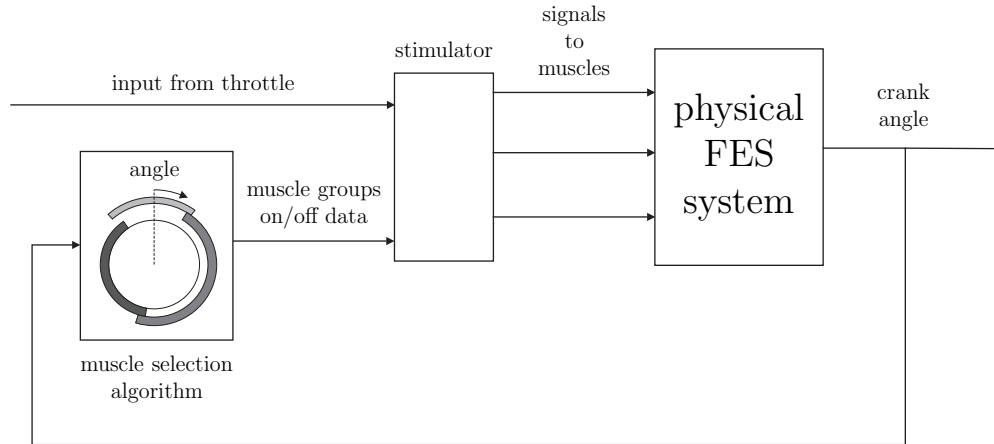 signals
to
muscles
stimulator
input from throttle
physical
FES
system
crank
angle
angle
muscle groups
on/off data
muscle selection
algorithm